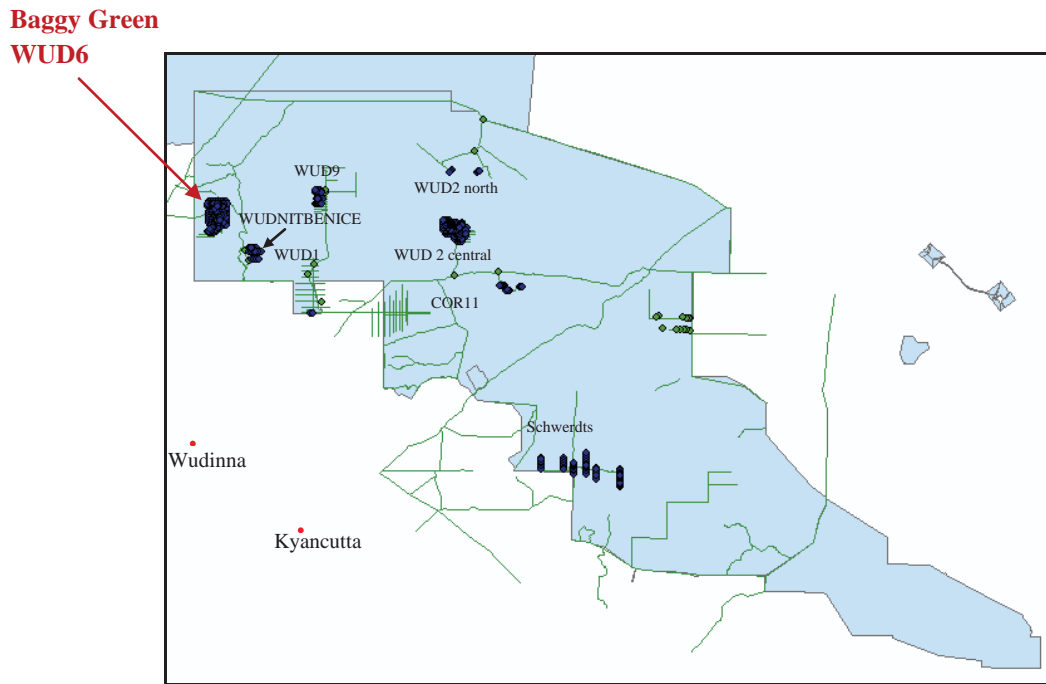 Baggy Green
WUD6
WUD9
WUD2 north
WUDNITBENICE
WUD1
WUD 2 central
COR11
Schwerdts
Wudinna
Kyancutta